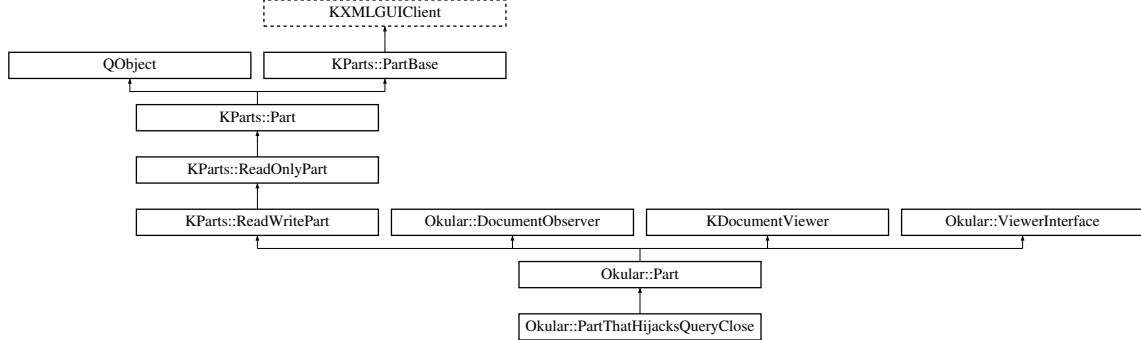 KXMLGUIClient
QObject
KParts::PartBase
KParts::Part
KParts::ReadOnlyPart
KParts::ReadWritePart
Okular::DocumentObserver
KDocumentViewer
Okular::ViewerInterface
Okular::Part
Okular::PartThatHijacksQueryClose